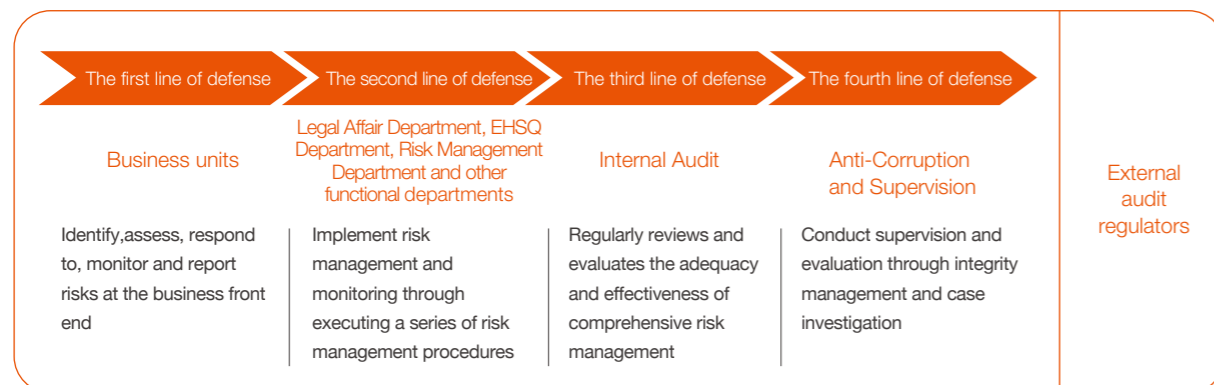 The first line of defense
The second line of defense
The third line of defense
The fourth line of defense
Business units
Legal Affair Department, EHSQ
Department, Risk Management
Department and other
functional departments
Internal Audit
Anti-Corruption
and Supervision
External
audit
regulators
Identify,assess, respond
to, monitor and report
risks at the business front
end
Implement risk
management and
monitoring through
executing a series of risk
management procedures
Regularly reviews and
evaluates the adequacy
and effectiveness of
comprehensive risk
management
Conduct supervision and
evaluation through integrity
management and case
investigation